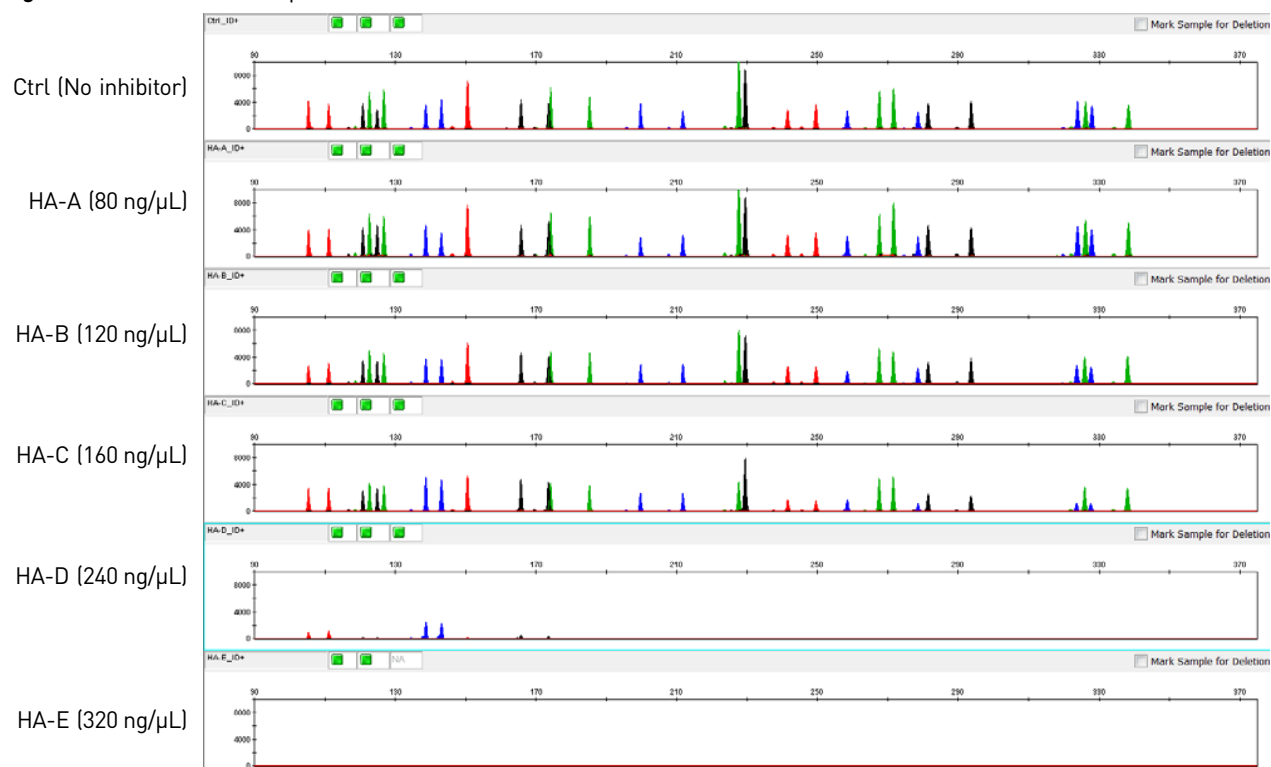 Ctrl_ID+ Mark Sample for Deletion
90 130 170 210 250 290 330 370
Ctrl (No inhibitor)
8000
4000
0
HA-A_ID+ Mark Sample for Deletion
90 130 170 210 250 290 330 370
HA-A (80 ng/µL)
8000
4000
0
HA-B_ID+ Mark Sample for Deletion
90 130 170 210 250 290 330 370
HA-B (120 ng/µL)
8000
4000
0
HA-C_ID+ Mark Sample for Deletion
90 130 170 210 250 290 330 370
HA-C (160 ng/µL)
8000
4000
0
HA-D_ID+ Mark Sample for Deletion
90 130 170 210 250 290 330 370
HA-D (240 ng/µL)
8000
4000
0
HA-E_ID+ NA Mark Sample for Deletion
90 130 170 210 250 290 330 370
HA-E (320 ng/µL)
8000
4000
0